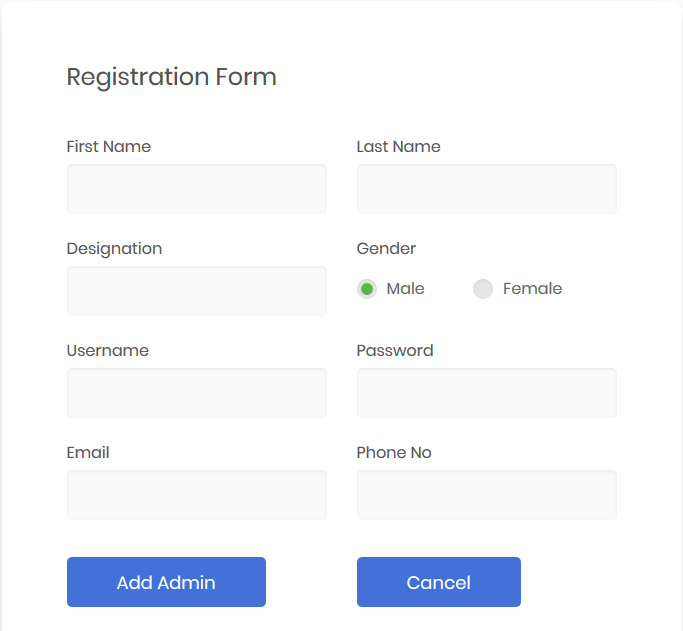 Registration Form
First Name Last Name
Designation Gender
Male Female
Username Password
Email Phone No
Add Admin Cancel